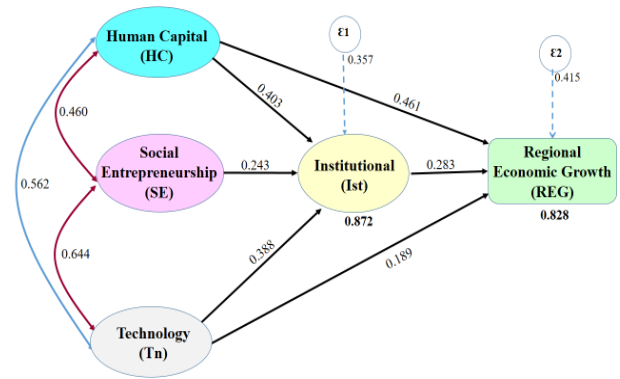 Human Capital
(HC)
ε1
0.357
ε2
0.415
0.460
0.403
0.461
0.562
Social
Entrepreneurship
(SE)
0.243
Institutional
(Ist)
0.872
0.283
Regional
Economic Growth
(REG)
0.828
0.644
0.388
0.189
Technology
(Tn)